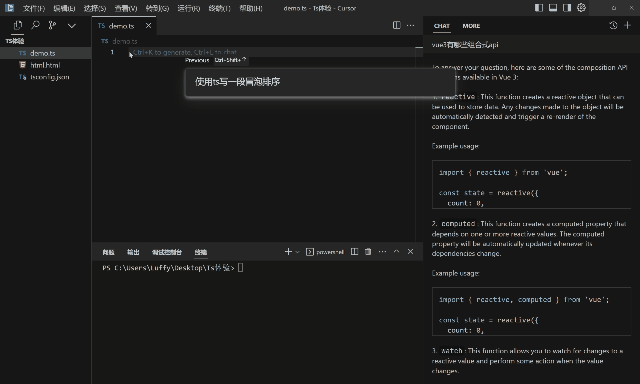 文件(F) 编辑(E) 选择(S) 查看(V) 转到(G) 运行(R) 终端(T) 帮助(H)
demo.ts - Ts体验 - Cursor
TS体验
TS demo.ts
html.html
TS tsconfig.json
TS demo.ts
TS demo.ts
1 Ctrl+K to generate, Ctrl+L to chat
Previous Ctrl+Shift+
使用ts写一段冒泡排序
问题 输出 调试控制台 终端
powershell
PS C:\Users\Luffy\Desktop\Ts体验>
CHAT MORE
vue3有哪些组合式api
To answer your question, here are some of the composition API
available in Vue 3:
reactive : This function creates a reactive object that can
be used to store data. Any changes made to the object will be
automatically detected and trigger a re-render of the
component.
Example usage:
import { reactive } from 'vue';
const state = reactive({
count: 0,
2. computed : This function creates a computed property that
depends on one or more reactive values. The computed
property will be automatically updated whenever its
dependencies change.
Example usage:
import { reactive, computed } from 'vue';
const state = reactive({
count: 0,
3. watch : This function allows you to watch for changes to a
reactive value and perform some action when the value
changes.